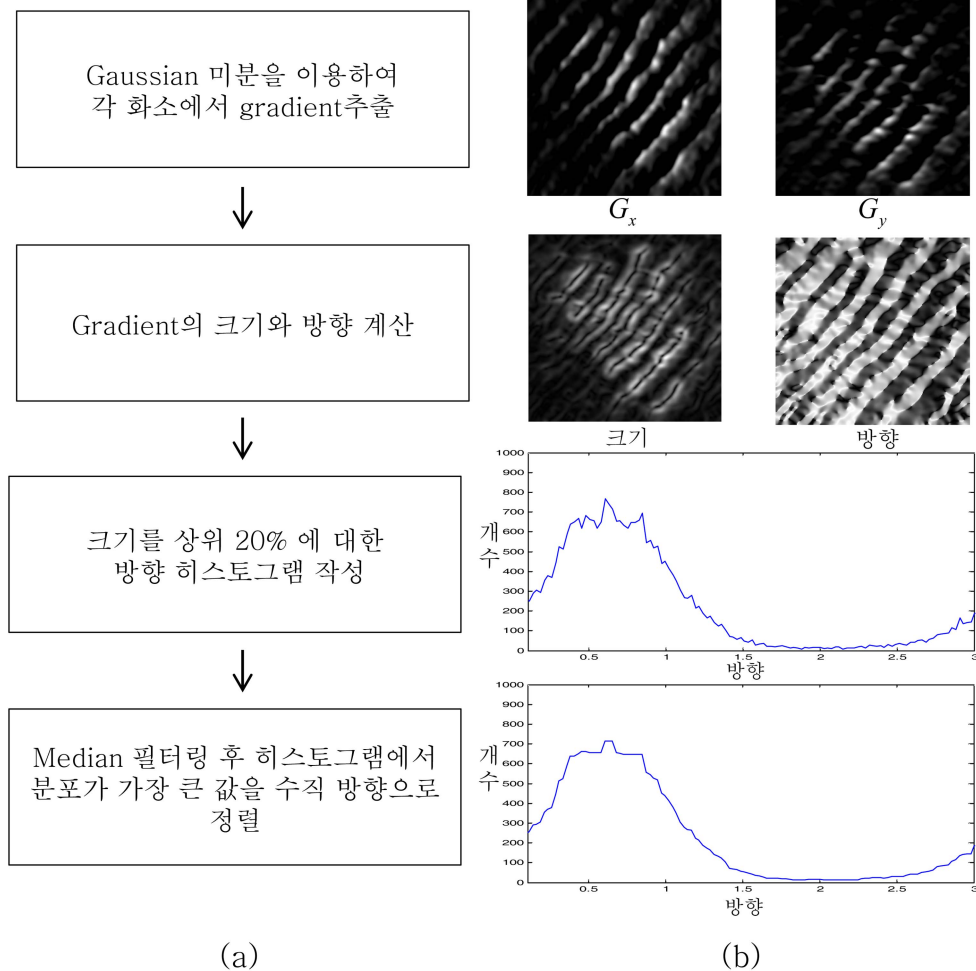 Gaussian 미분을 이용하여
각 화소에서 gradient추출
Gradient의 크기와 방향 계산
크기를 상위 20% 에 대한
방향 히스토그램 작성
Median 필터링 후 히스토그램에서
분포가 가장 큰 값을 수직 방향으로
정렬
(a)
G_x
G_y
크기
방향
1000
900
800
700
600
500
400
300
200
100
0
개
수
0.5
1
1.5
2
2.5
3
방향
1000
900
800
700
600
500
400
300
200
100
0
개
수
0.5
1
1.5
2
2.5
3
방향
(b)